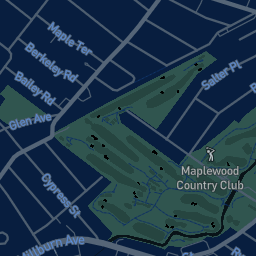 Maple Ter
Berkeley Rd
Bailey Rd
Salter Pl
Glen Ave
Maplewood
Country Club
Cypress St
Millburn Ave